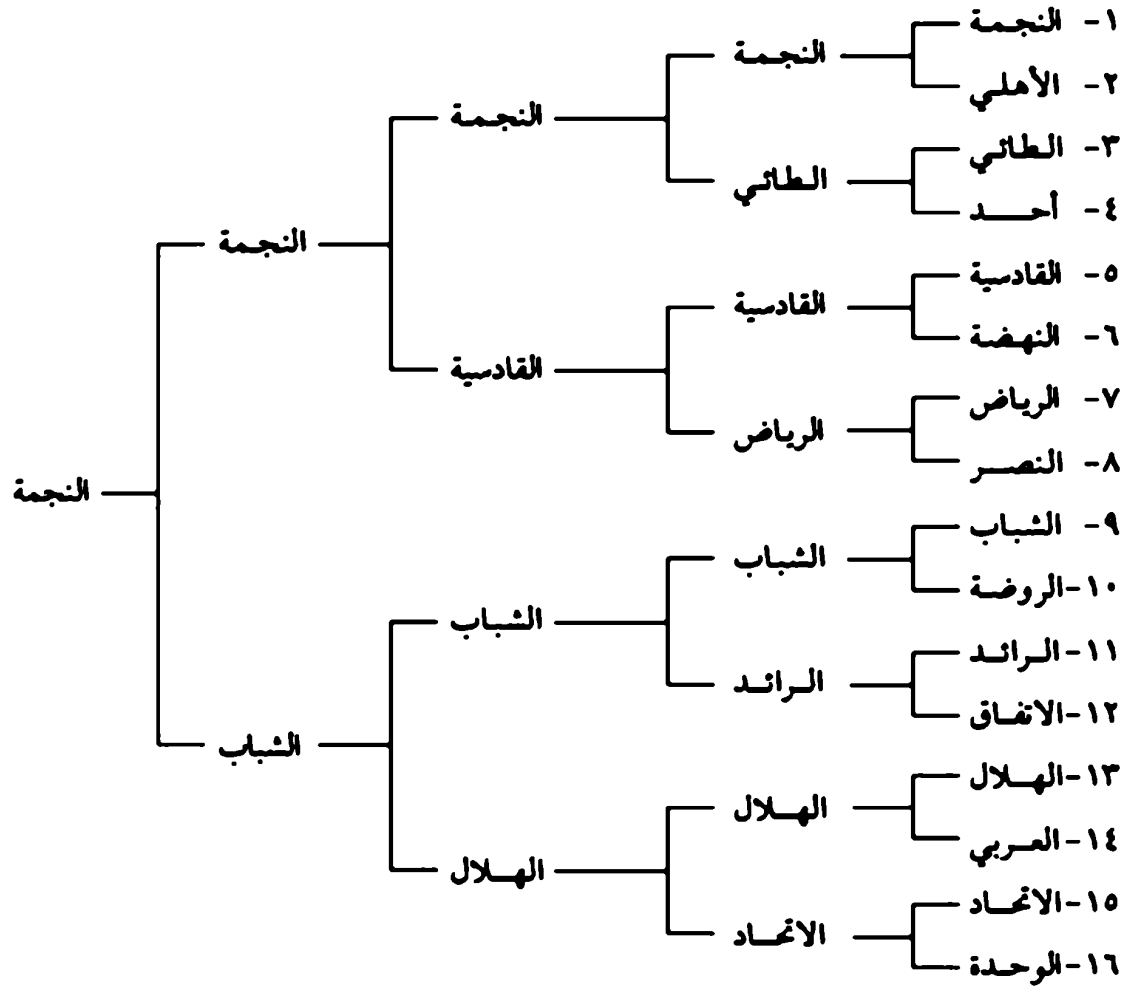 ١- النجمة
٢- الأهلي
٣- الطائي
٤- أحد
٥- القادسية
٦- النهضة
٧- الرياض
٨- النصر
٩- الشباب
١٠-الروضة
١١-الرائد
١٢-الاتفاق
١٣-الهلال
١٤-العربي
١٥-الاتحاد
١٦-الوحدة
النجمة
الطائي
القادسية
الرياض
الشباب
الرائد
الهلال
الاتحاد
النجمة
القادسية
الشباب
الهلال
النجمة
الشباب
النجمة